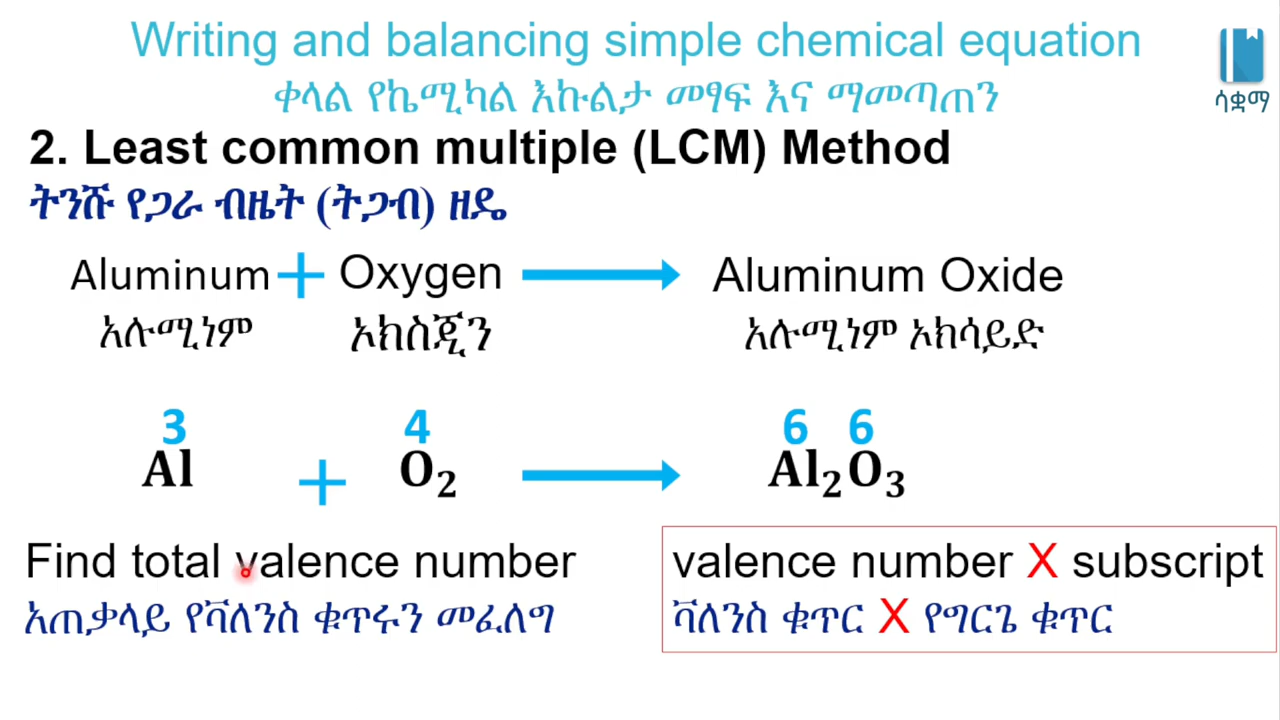 Writing and balancing simple chemical equation
ቀላል የኬሚካል እኩልታ መፃፍ እና ማመጣጠን
ሳቋማ
2. Least common multiple (LCM) Method
ትንሹ የጋራ ብዜት (ትጋብ) ዘዴ
Aluminum + Oxygen → Aluminum Oxide
አሉሚነም ኦክስጂን አሉሚነም ኦክሳይድ
3 4 6 6
Al + O₂ → Al₂O₃
Find total valence number
አጠቃላይ የቫለንስ ቁጥሩን መፈለግ
valence number X subscript
ቫለንስ ቁጥር X የግርጌ ቁጥር